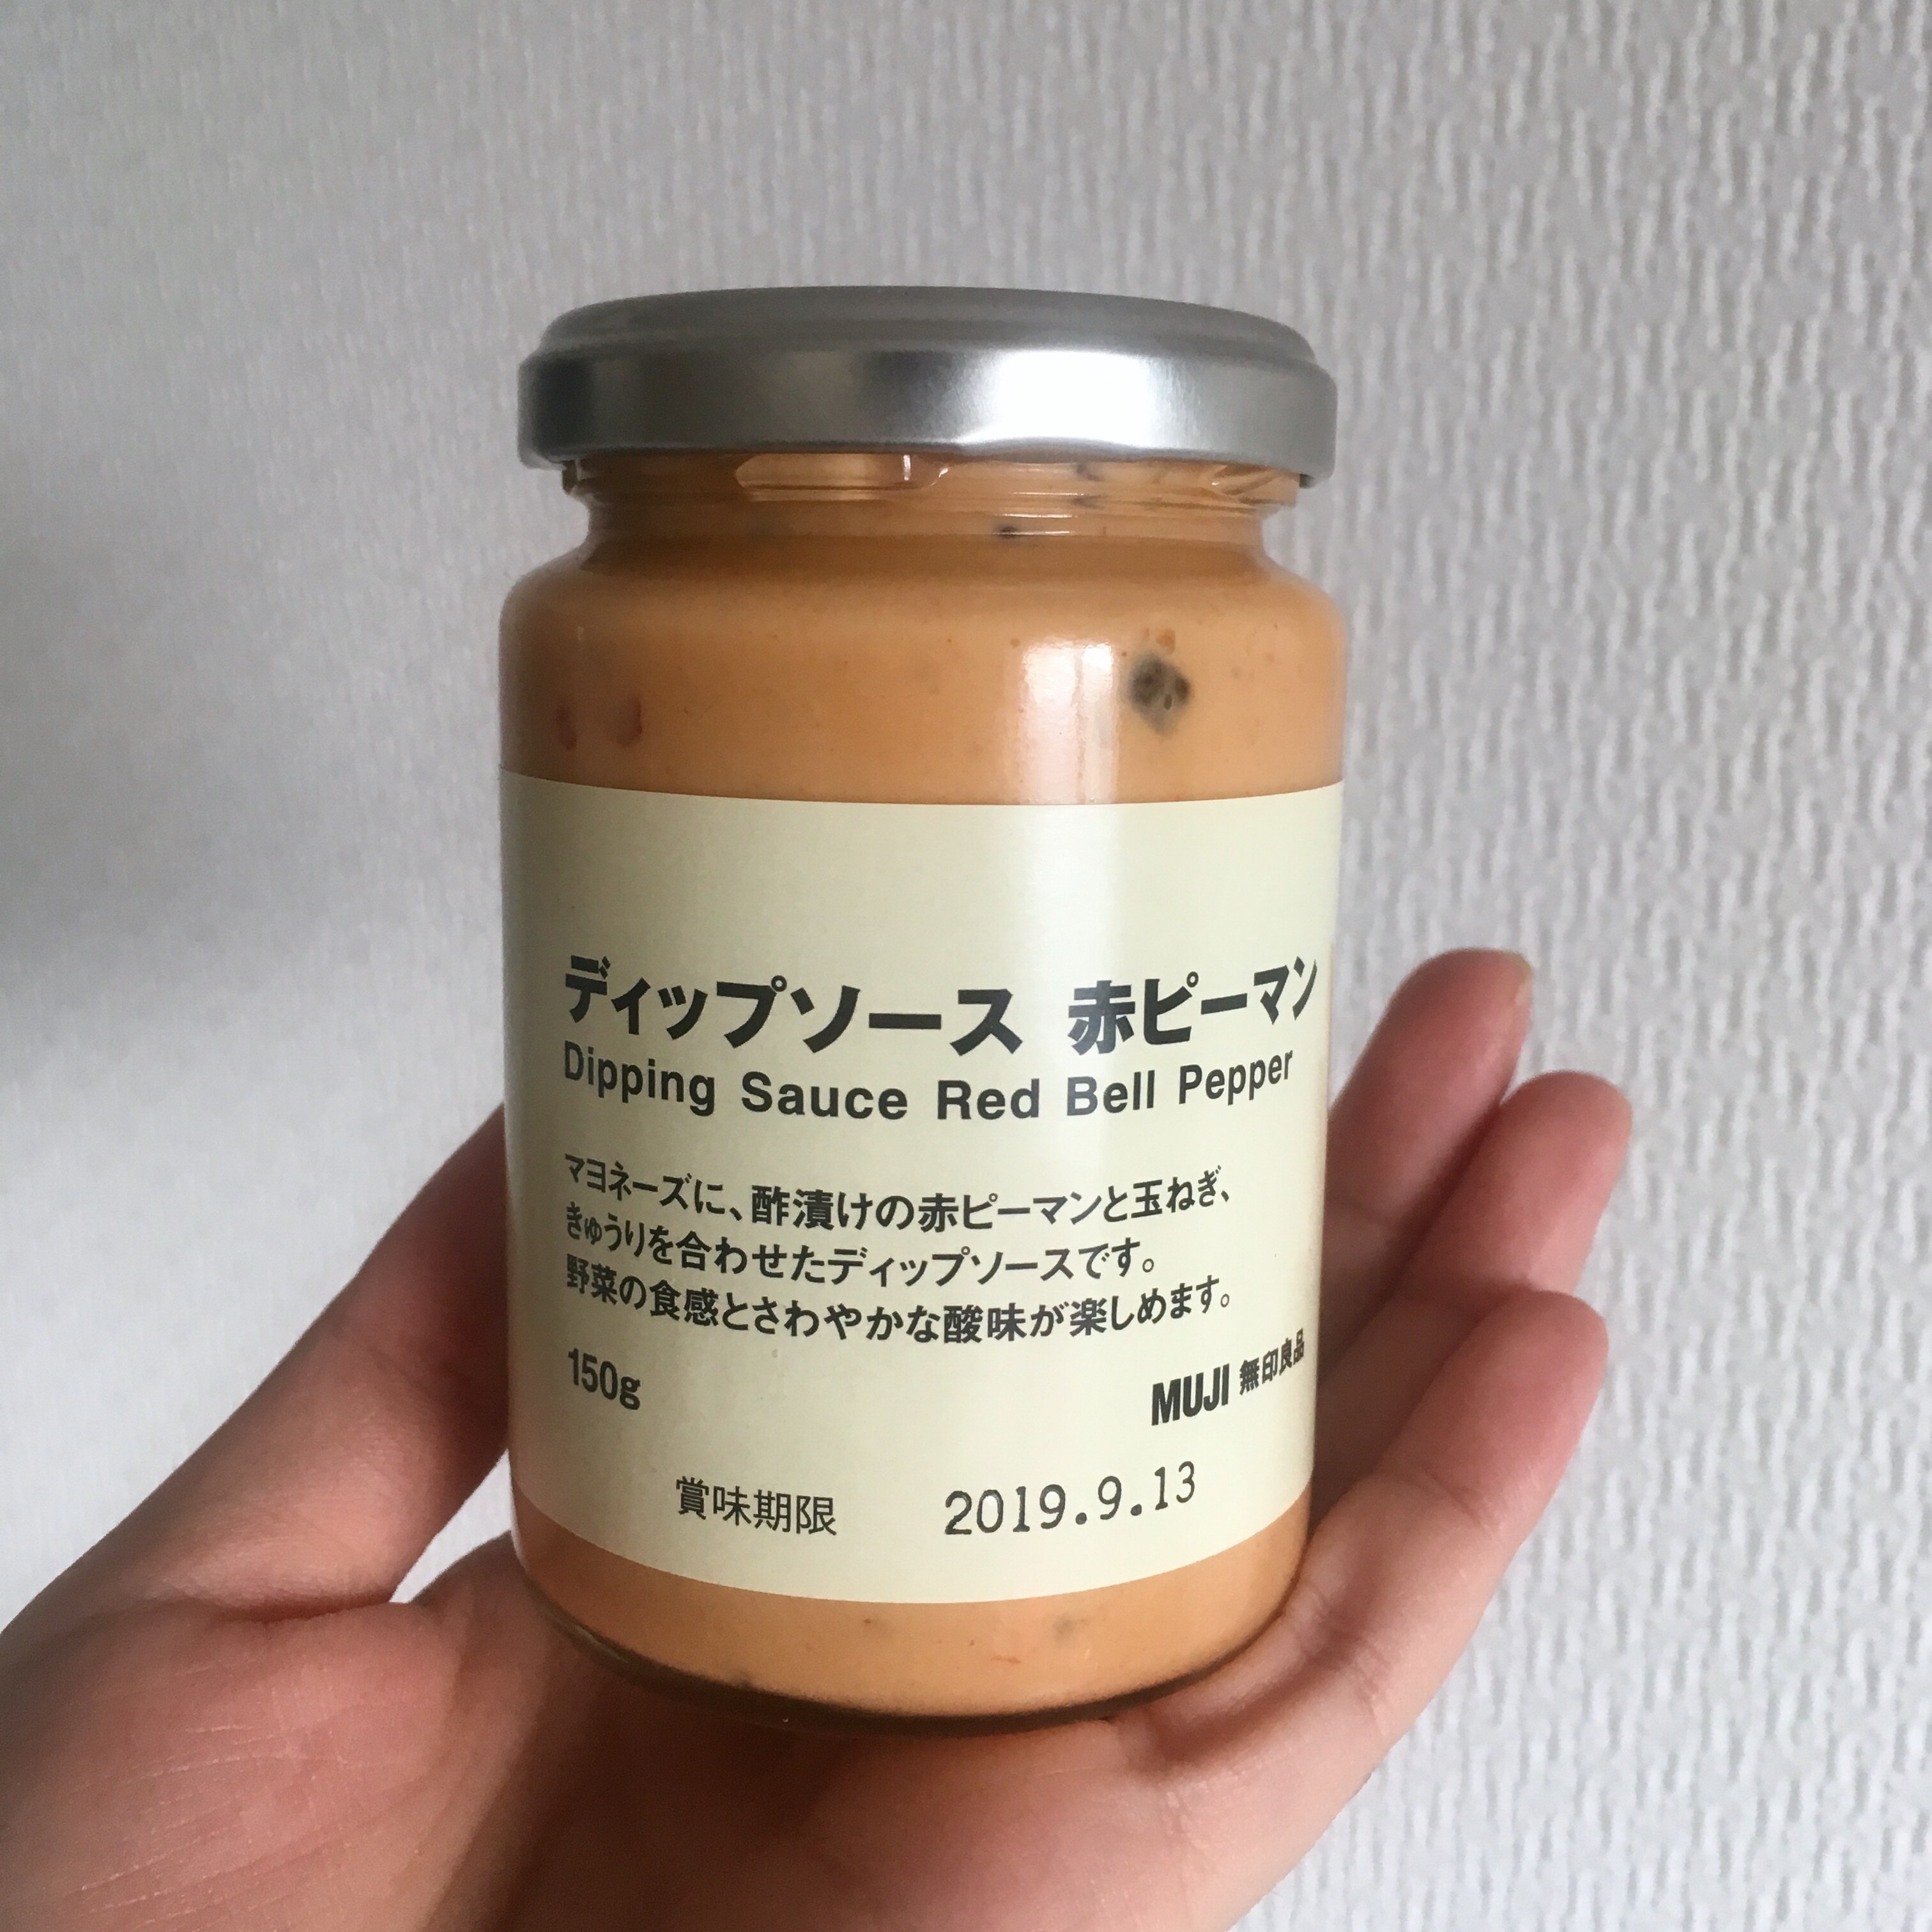 ディップソース 赤ピーマン
Dipping Sauce Red Bell Pepper
マヨネーズに、酢漬けの赤ピーマンと玉ねぎ、
きゅうりを合わせたディップソースです。
野菜の食感とさわやかな酸味が楽しめます。
150g
MUJI 無印良品
賞味期限 2019.9.13